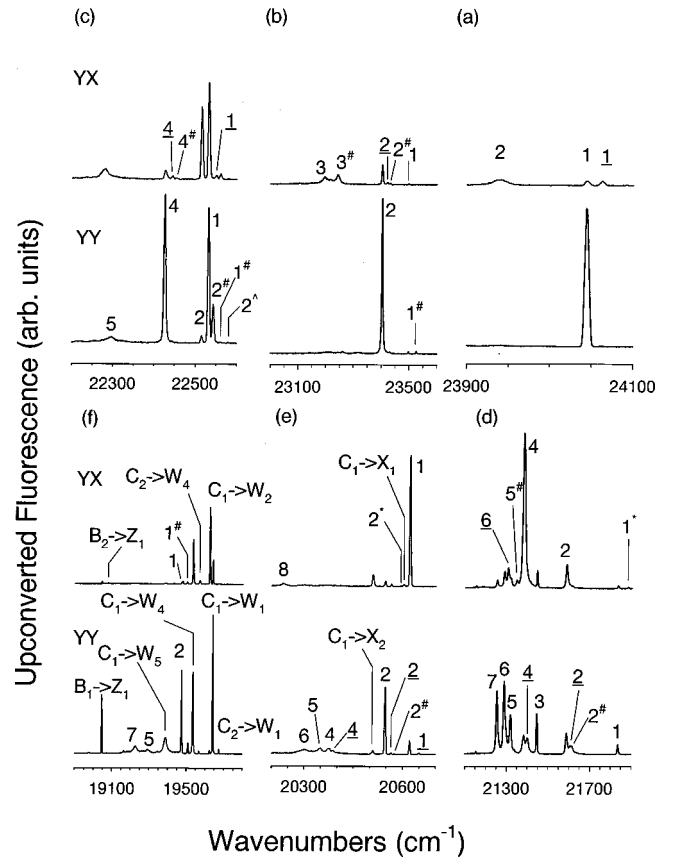 (c) (b) (a)
YX
4 4# 1
3 3# 2 2# 1
2 1 1
YY
5 4 2 1 2# 1# 2^
2 1#
22300 22500
23100 23500
23900 24100
(f) (e) (d)
YX
B2->Z1 1 1# C2->W4 C1->W2
8 2* C1->X1 1
6 5# 4 2 1*
YY
B1->Z1 7 5 C1->W5 2 C1->W4 C1->W1 C2->W1
6 5 4 4 C1->X2 2 2 2# 1
7 6 5 4 3 2 2# 1
19100 19500
20300 20600
21300 21700
Upconverted Fluorescence (arb. units)
Wavenumbers (cm-1)